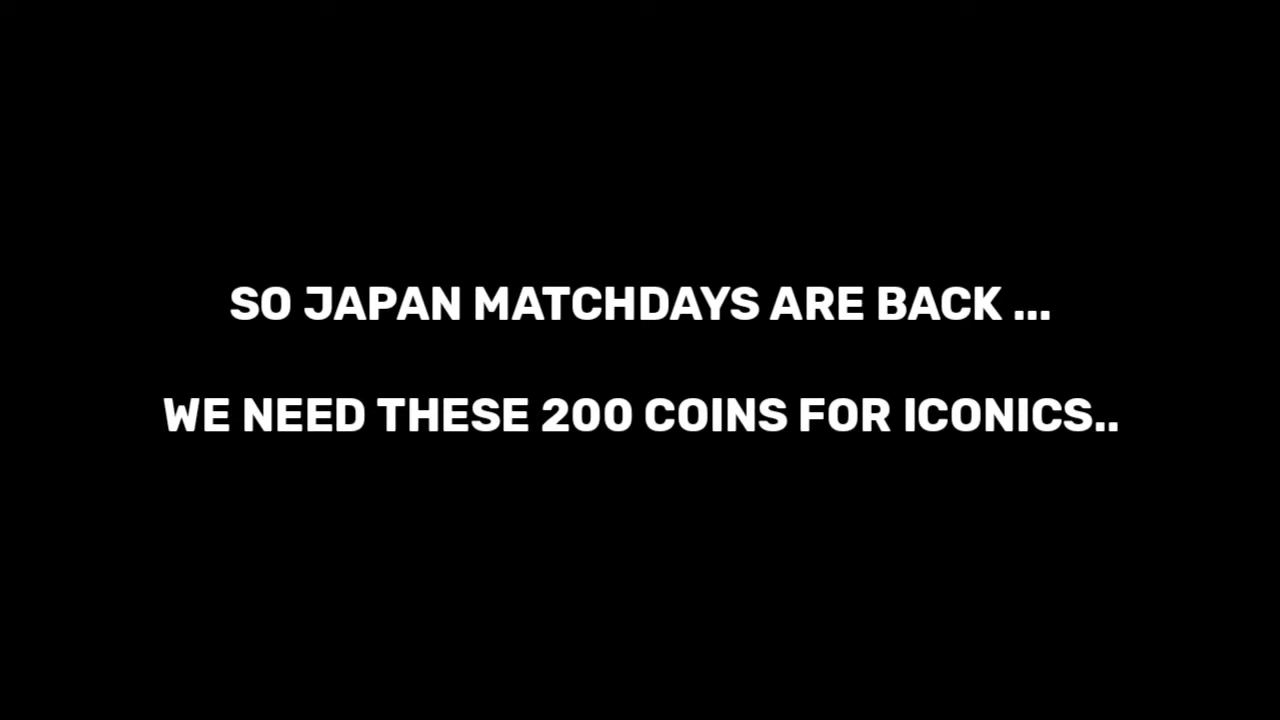 SO JAPAN MATCHDAYS ARE BACK ...
WE NEED THESE 200 COINS FOR ICONICS..